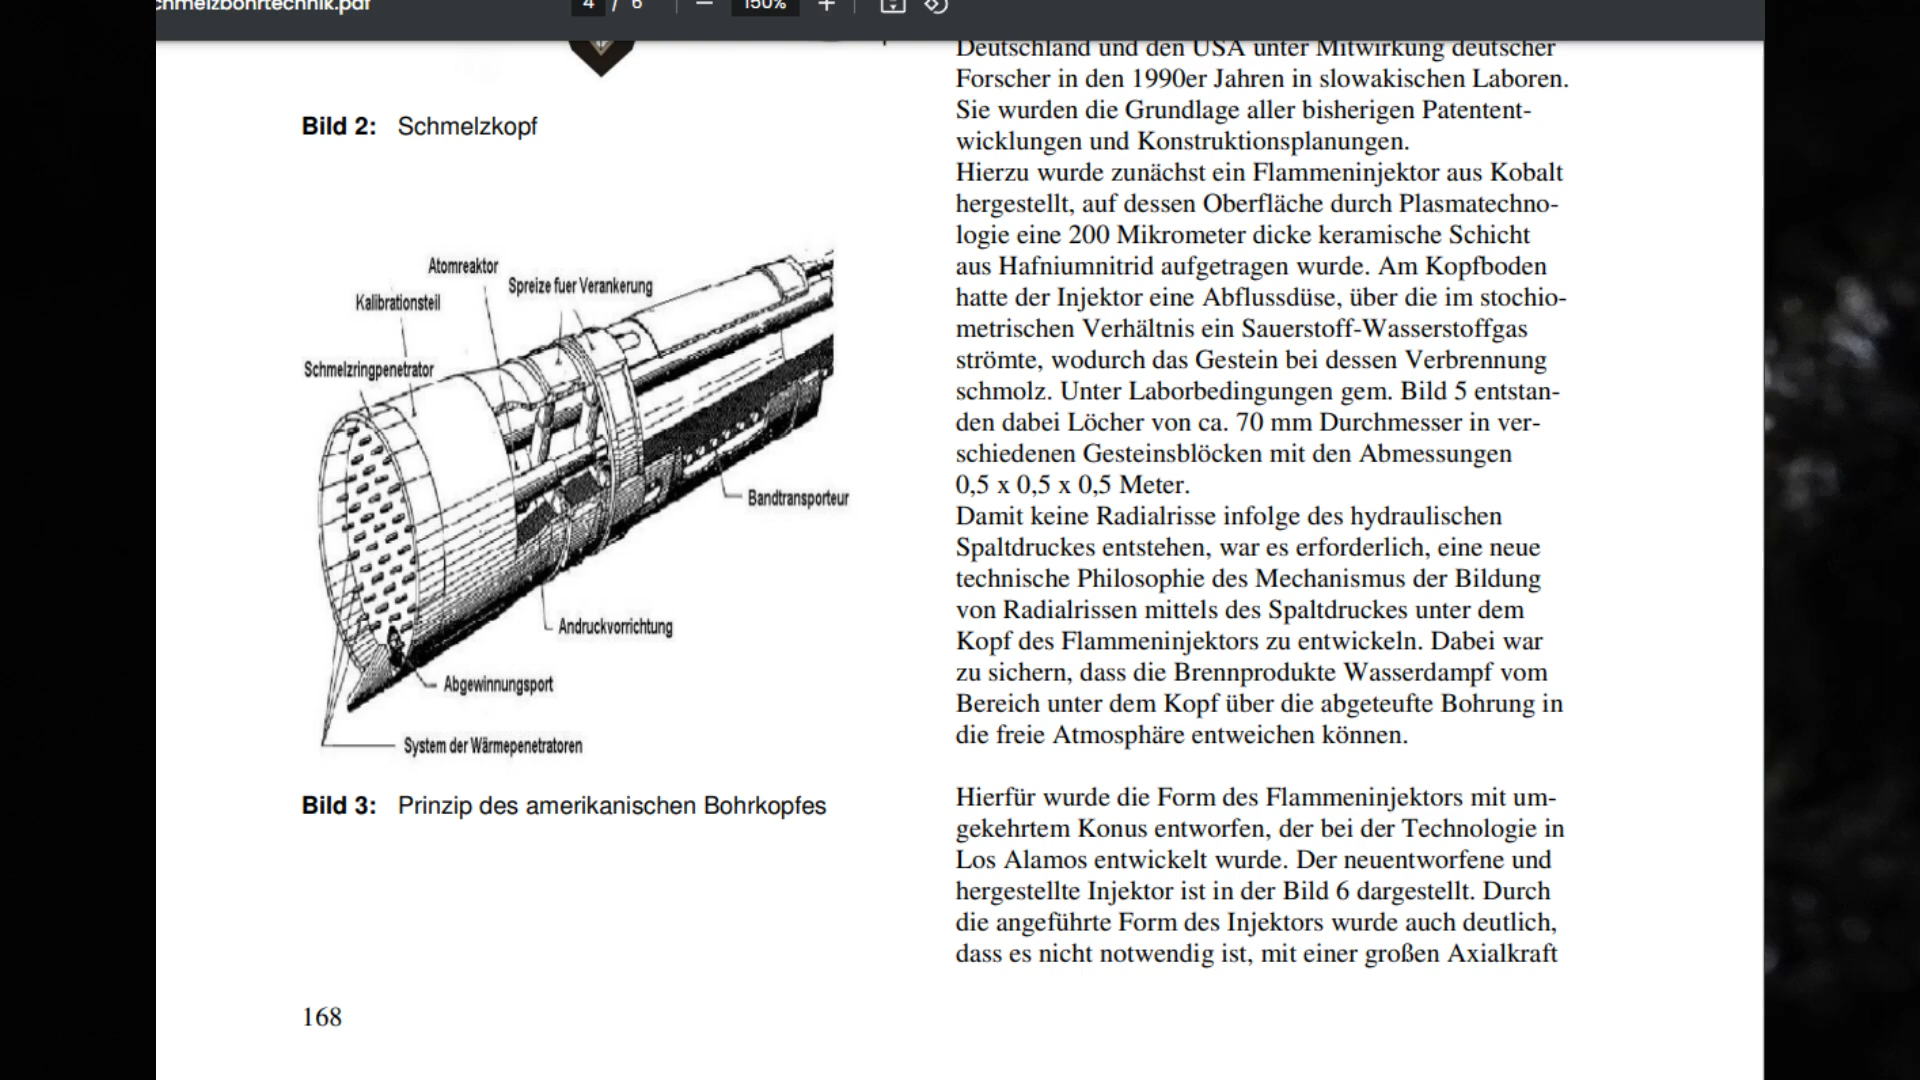 chmelzbohrtechnik.pdf
4 / 6
150%
Bild 2: Schmelzkopf
Atomreaktor
Spreize fuer Verankerung
Kalibrationsteil
Schmelzringpenetrator
Bandtransporteur
Andruckvorrichtung
Abgewinnungsport
System der Wärmepenetratoren
Bild 3: Prinzip des amerikanischen Bohrkopfes
168
Deutschland und den USA unter Mitwirkung deutscher
Forscher in den 1990er Jahren in slowakischen Laboren.
Sie wurden die Grundlage aller bisherigen Patentent-
wicklungen und Konstruktionsplanungen.
Hierzu wurde zunächst ein Flammeninjektor aus Kobalt
hergestellt, auf dessen Oberfläche durch Plasmatechno-
logie eine 200 Mikrometer dicke keramische Schicht
aus Hafniumnitrid aufgetragen wurde. Am Kopfboden
hatte der Injektor eine Abflussdüse, über die im stochio-
metrischen Verhältnis ein Sauerstoff-Wasserstoffgas
strömte, wodurch das Gestein bei dessen Verbrennung
schmolz. Unter Laborbedingungen gem. Bild 5 entstan-
den dabei Löcher von ca. 70 mm Durchmesser in ver-
schiedenen Gesteinsblöcken mit den Abmessungen
0,5 x 0,5 x 0,5 Meter.
Damit keine Radialrisse infolge des hydraulischen
Spaltdruckes entstehen, war es erforderlich, eine neue
technische Philosophie des Mechanismus der Bildung
von Radialrissen mittels des Spaltdruckes unter dem
Kopf des Flammeninjektors zu entwickeln. Dabei war
zu sichern, dass die Brennprodukte Wasserdampf vom
Bereich unter dem Kopf über die abgeteufte Bohrung in
die freie Atmosphäre entweichen können.
Hierfür wurde die Form des Flammeninjektors mit um-
gekehrtem Konus entworfen, der bei der Technologie in
Los Alamos entwickelt wurde. Der neuentworfene und
hergestellte Injektor ist in der Bild 6 dargestellt. Durch
die angeführte Form des Injektors wurde auch deutlich,
dass es nicht notwendig ist, mit einer großen Axialkraft